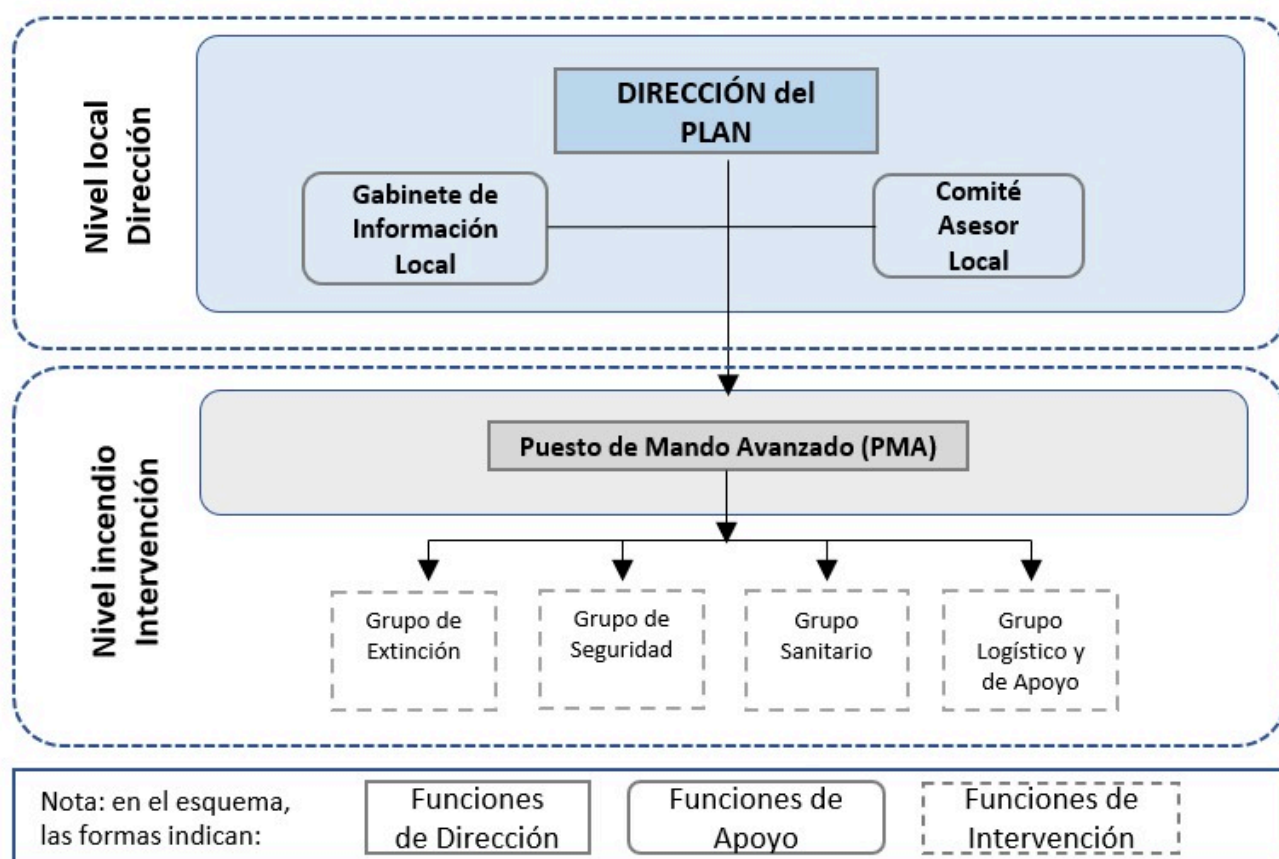 Nivel local
Dirección
DIRECCIÓN del
PLAN
Gabinete de
Información
Local
Comité
Asesor
Local
Nivel incendio
Intervención
Puesto de Mando Avanzado (PMA)
Grupo de
Extinción
Grupo de
Seguridad
Grupo
Sanitario
Grupo
Logístico y
de Apoyo
Nota: en el esquema,
las formas indican:
Funciones
de Dirección
Funciones de
Apoyo
Funciones de
Intervención